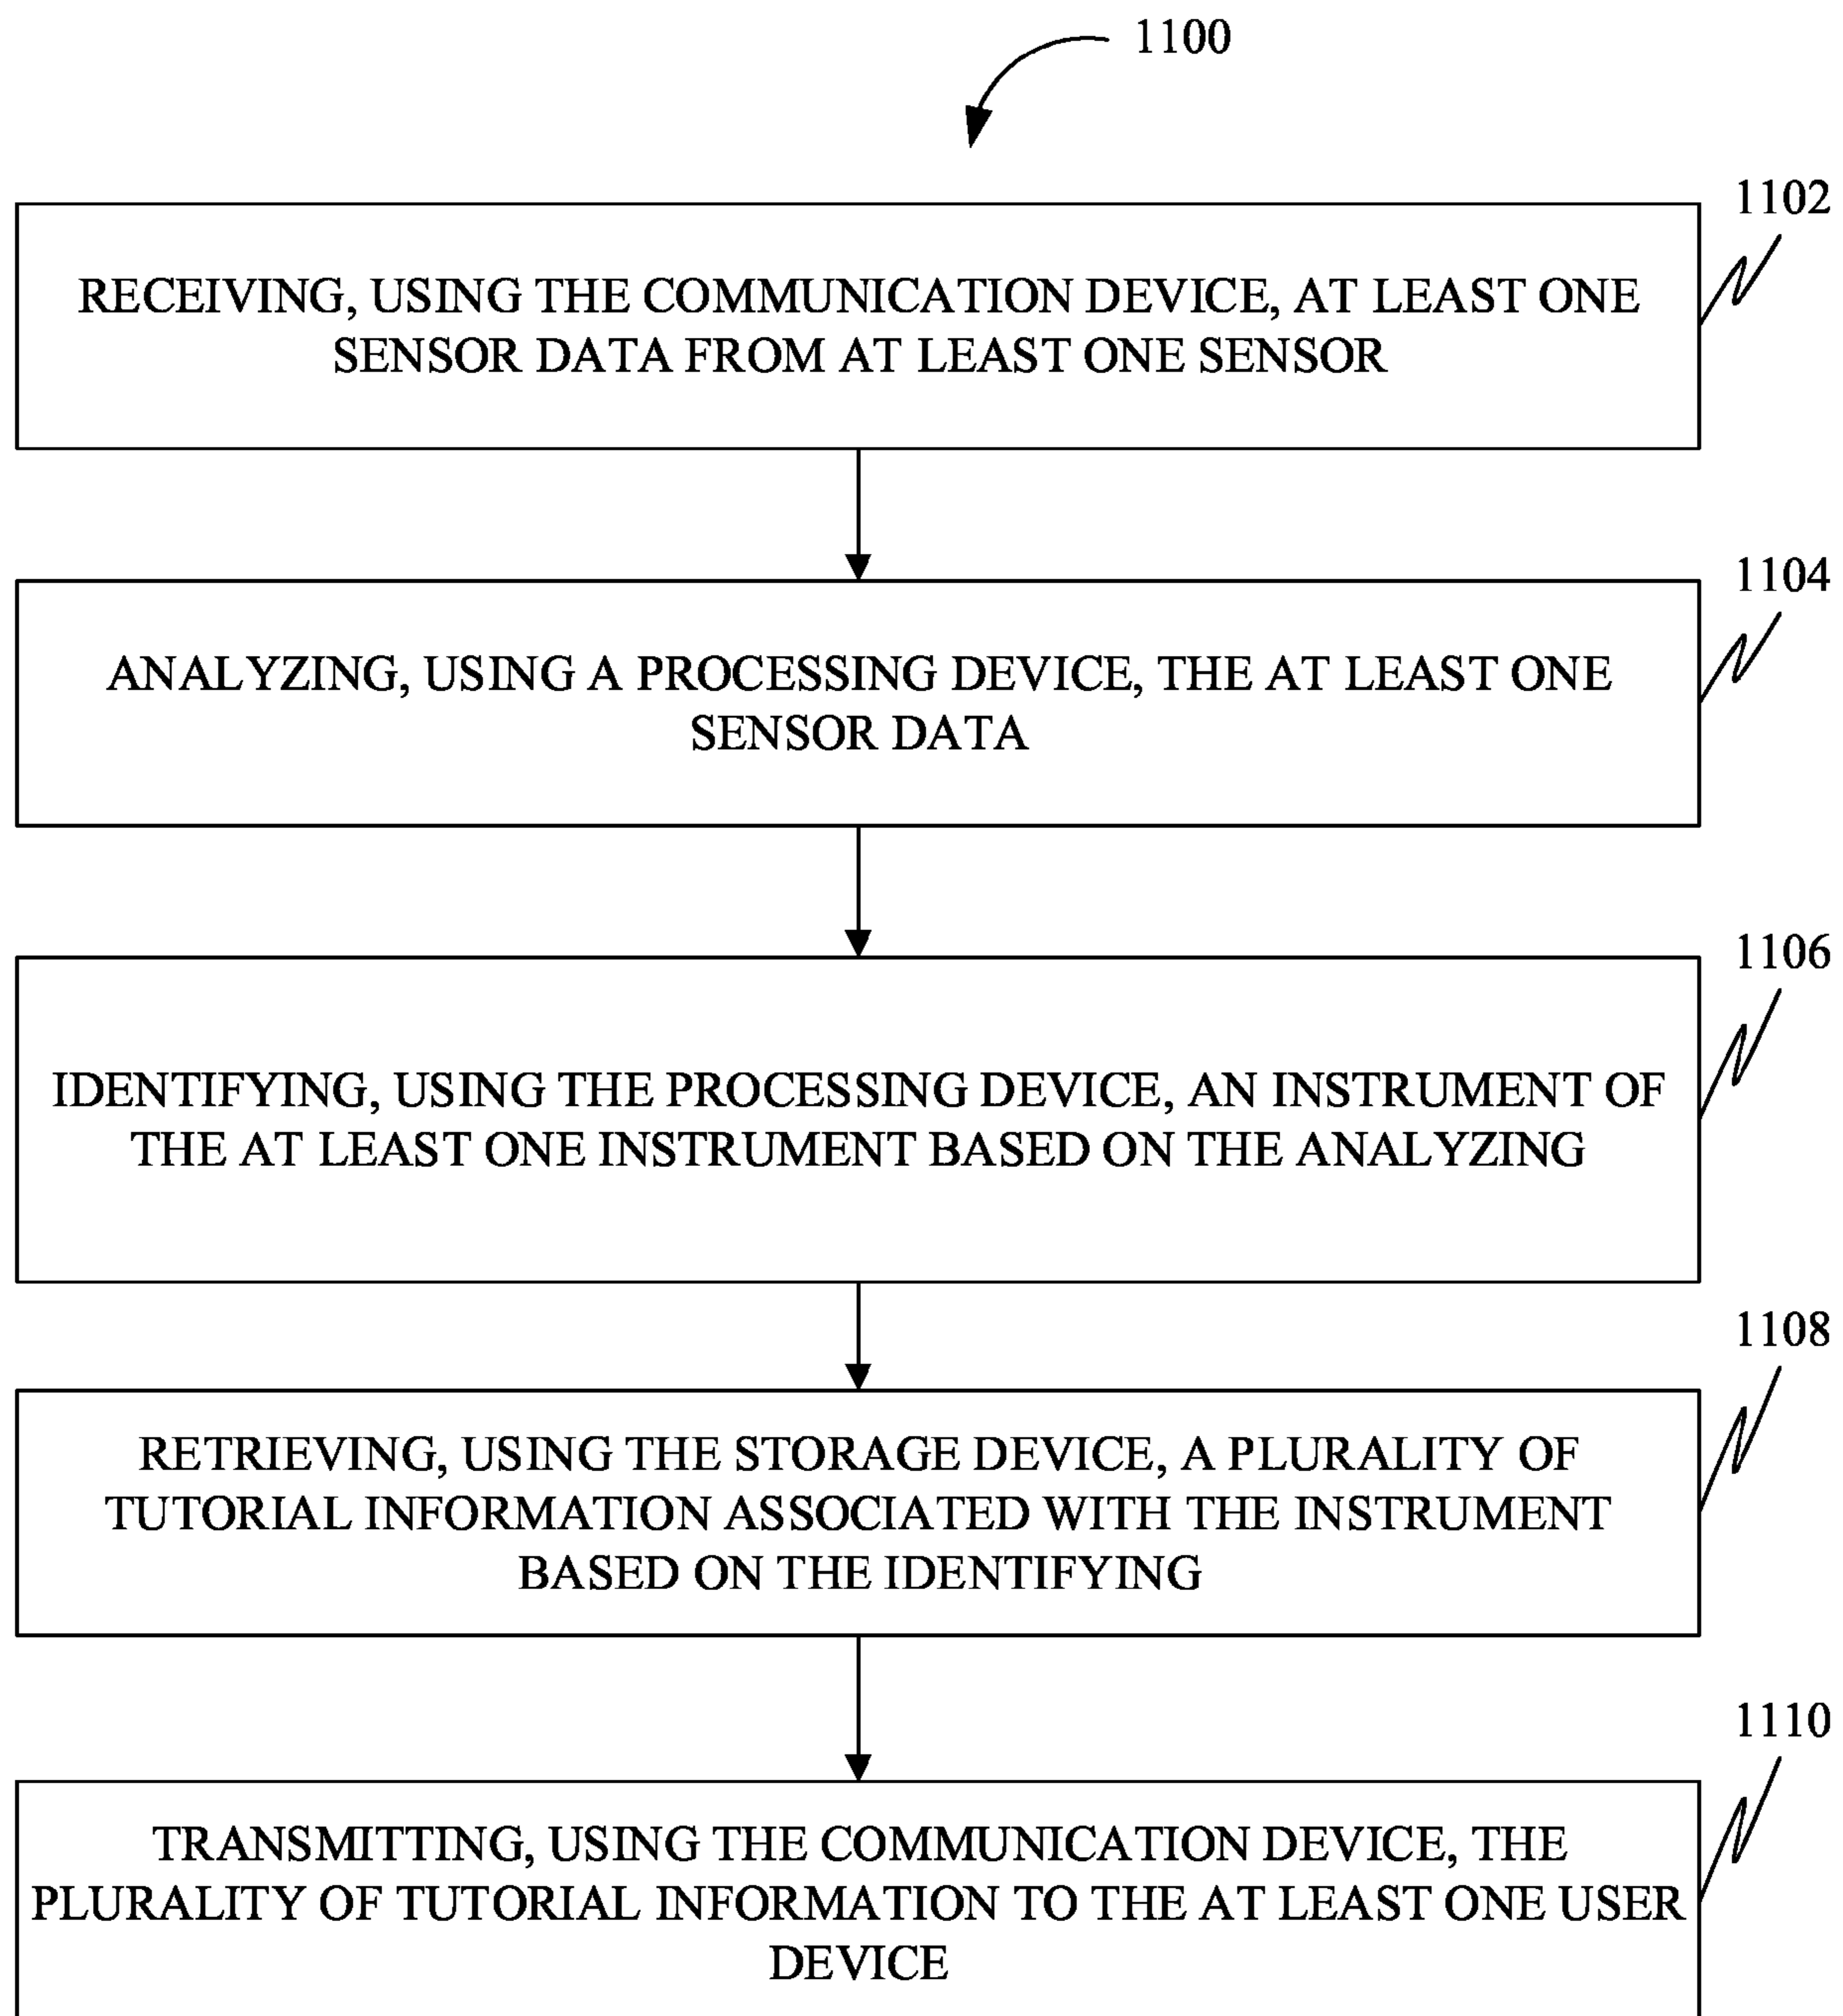 1100
1102
RECEIVING, USING THE COMMUNICATION DEVICE, AT LEAST ONE
SENSOR DATA FROM AT LEAST ONE SENSOR
1104
ANALYZING, USING A PROCESSING DEVICE, THE AT LEAST ONE
SENSOR DATA
1106
IDENTIFYING, USING THE PROCESSING DEVICE, AN INSTRUMENT OF
THE AT LEAST ONE INSTRUMENT BASED ON THE ANALYZING
1108
RETRIEVING, USING THE STORAGE DEVICE, A PLURALITY OF
TUTORIAL INFORMATION ASSOCIATED WITH THE INSTRUMENT
BASED ON THE IDENTIFYING
1110
TRANSMITTING, USING THE COMMUNICATION DEVICE, THE
PLURALITY OF TUTORIAL INFORMATION TO THE AT LEAST ONE USER
DEVICE